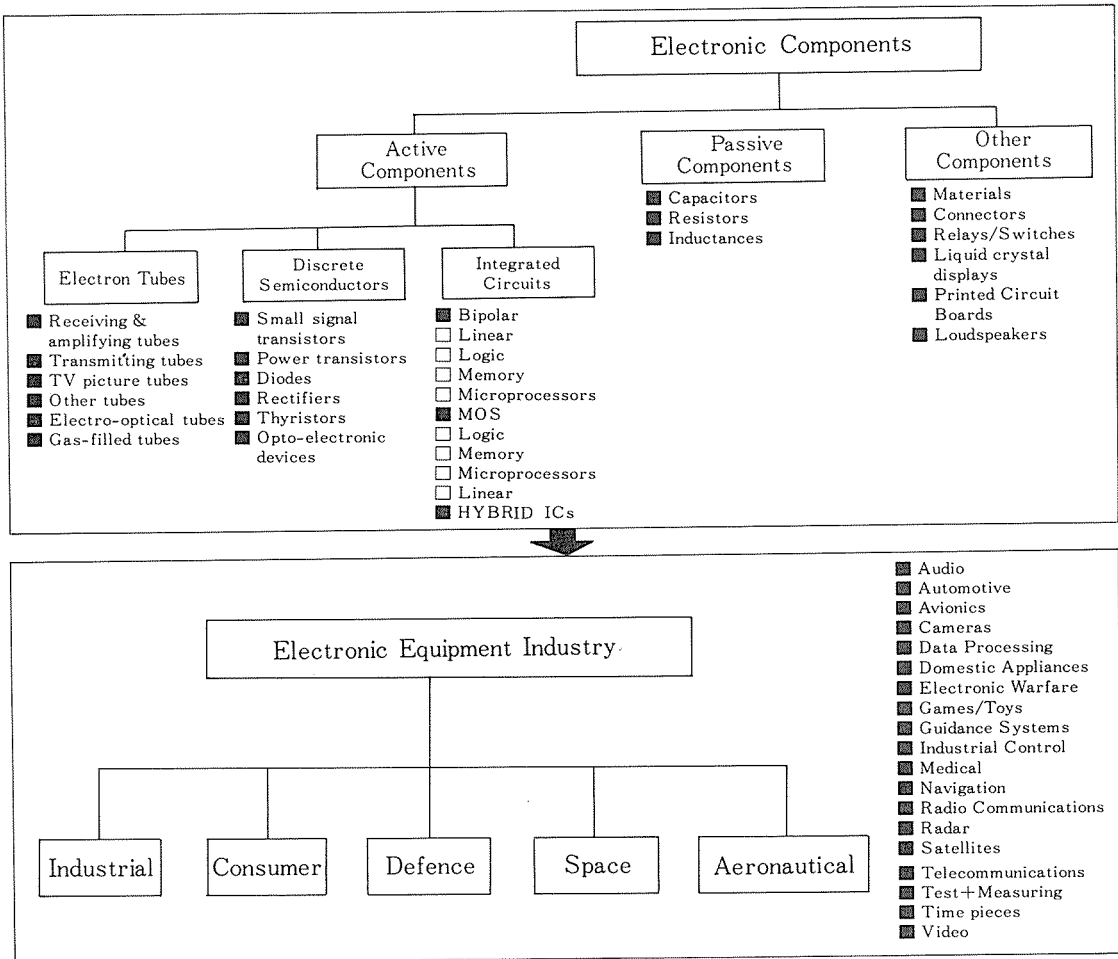 Electronic Components
Active
Components
Passive
Components
Other
Components
Electron Tubes
Discrete
Semiconductors
Integrated
Circuits
■ Receiving &
amplifying tubes
■ Transmitting tubes
■ TV picture tubes
■ Other tubes
■ Electro-optical tubes
■ Gas-filled tubes
■ Small signal
transistors
■ Power transistors
■ Diodes
■ Rectifiers
■ Thyristors
■ Opto-electronic
devices
■ Bipolar
□ Linear
□ Logic
□ Memory
□ Microprocessors
■ MOS
□ Logic
□ Memory
□ Microprocessors
□ Linear
■ HYBRID ICs
■ Capacitors
■ Resistors
■ Inductances
■ Materials
■ Connectors
■ Relays/Switches
■ Liquid crystal
displays
■ Printed Circuit
Boards
■ Loudspeakers
Electronic Equipment Industry
Industrial
Consumer
Defence
Space
Aeronautical
■ Audio
■ Automotive
■ Avionics
■ Cameras
■ Data Processing
■ Domestic Appliances
■ Electronic Warfare
■ Games/Toys
■ Guidance Systems
■ Industrial Control
■ Medical
■ Navigation
■ Radio Communications
■ Radar
■ Satellites
■ Telecommunications
■ Test+Measuring
■ Time pieces
■ Video